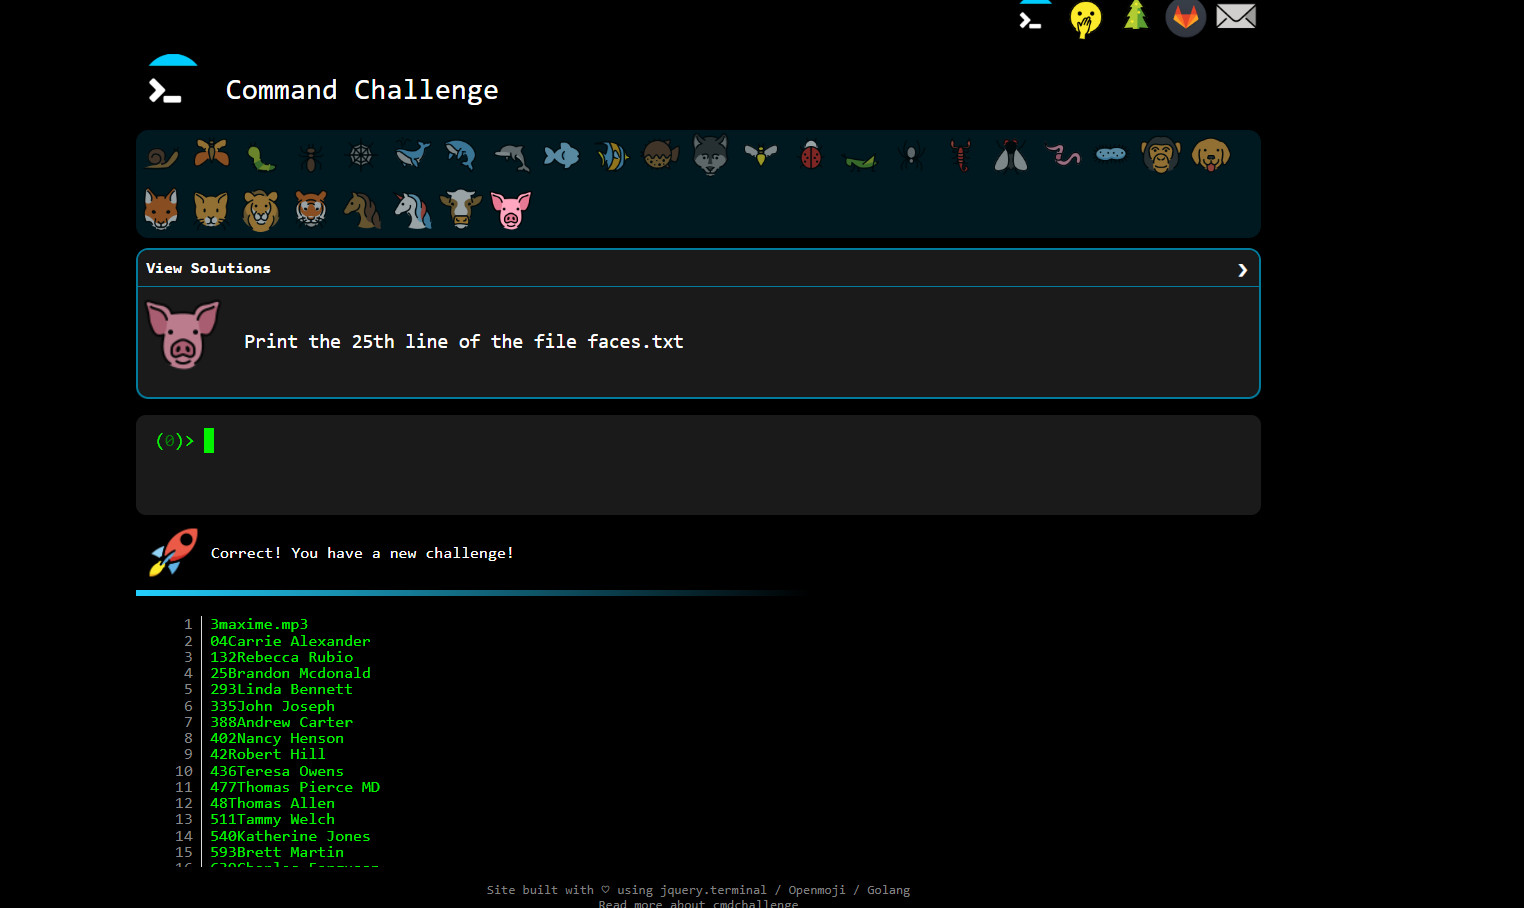 Command Challenge
View Solutions ❯
Print the 25th line of the file faces.txt
(0)>
Correct! You have a new challenge!
1 3maxime.mp3
2 04Carrie Alexander
3 132Rebecca Rubio
4 25Brandon Mcdonald
5 293Linda Bennett
6 335John Joseph
7 388Andrew Carter
8 402Nancy Henson
9 42Robert Hill
10 436Teresa Owens
11 477Thomas Pierce MD
12 48Thomas Allen
13 511Tammy Welch
14 540Katherine Jones
15 593Brett Martin
16
Site built with ♡ using jquery.terminal / Openmoji / Golang
Read more about cmdchallenge